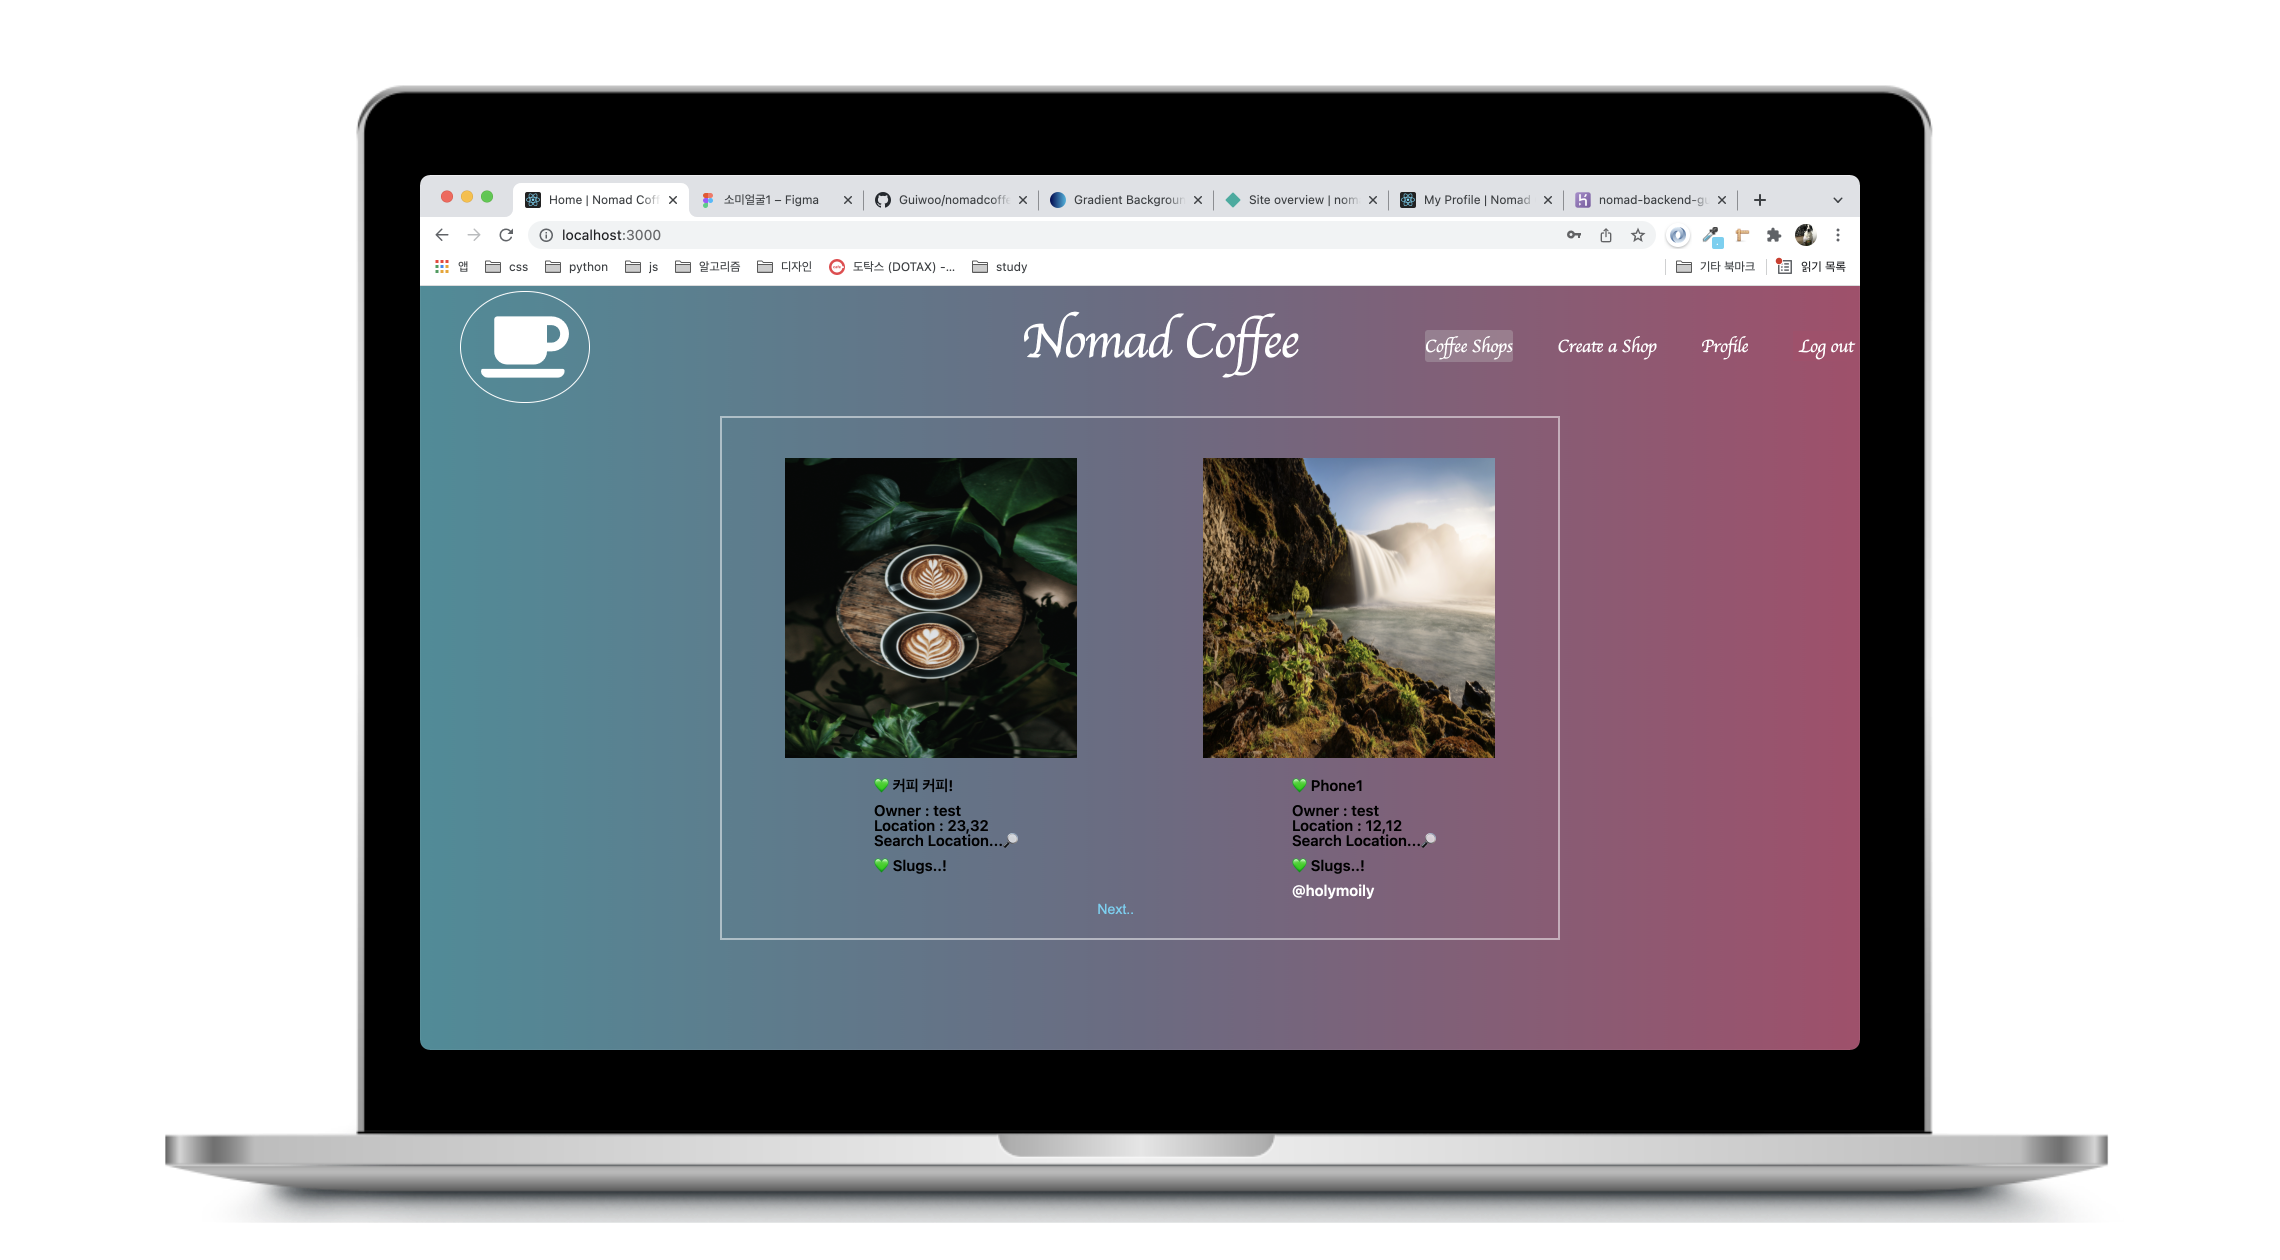 Home | Nomad Coff
소미얼굴1 – Figma
Guiwoo/nomadcoffe
Gradient Backgroun
Site overview | nom
My Profile | Nomad
nomad-backend-gu
localhost:3000
앱
css
python
js
알고리즘
디자인
도탁스 (DOTAX) -...
study
기타 북마크
읽기 목록
Nomad Coffee
Coffee Shops
Create a Shop
Profile
Log out
💚 커피 커피!
Owner : test
Location : 23,32
Search Location...🔎
💚 Slugs..!
💚 Phone1
Owner : test
Location : 12,12
Search Location...🔎
💚 Slugs..!
@holymoily
Next..